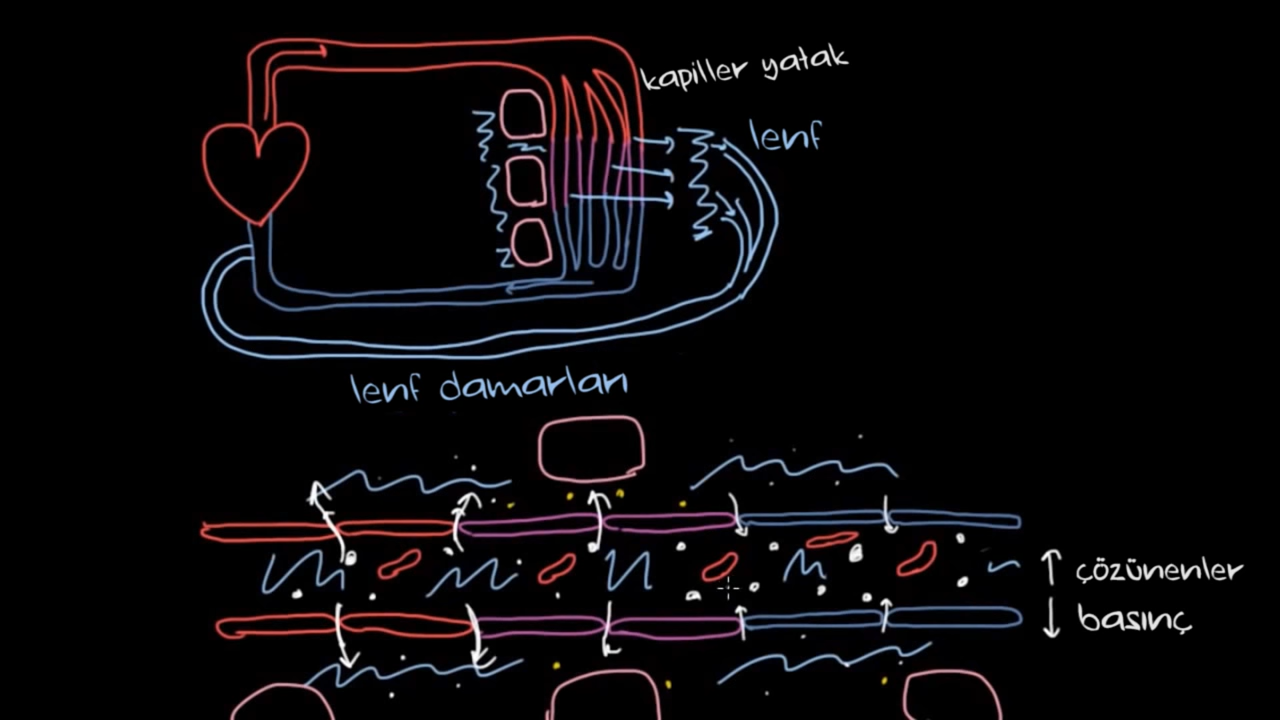 kapiller yatak
lenf
lenf damarları
çözünenler
basınç